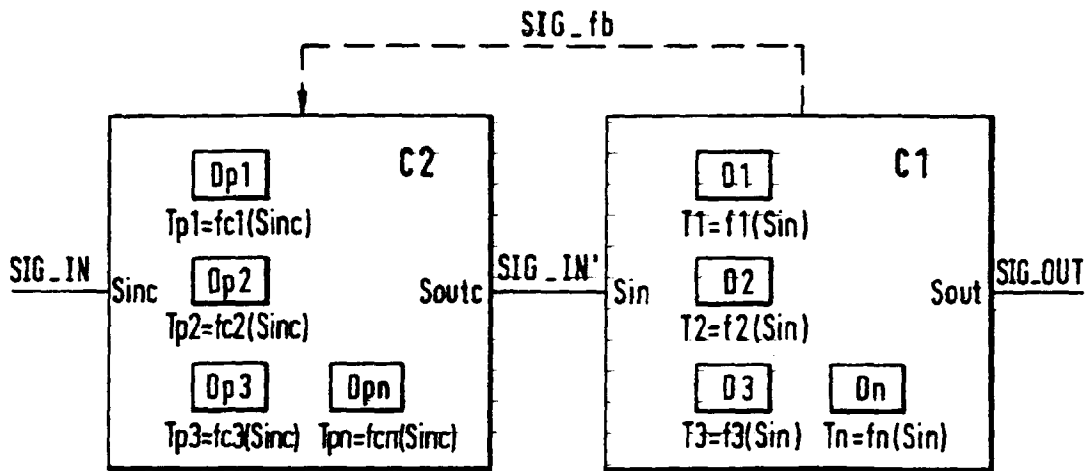 SIG_fb
C2
Dp1
Tp1=fc1(Sinc)
Dp2
Tp2=fc2(Sinc)
Dp3
Tp3=fc3(Sinc)
Dpn
Tpn=fcn(Sinc)
SIG_IN
Sinc
Soutc
SIG_IN'
C1
D1
T1=f1(Sin)
D2
T2=f2(Sin)
D3
T3=f3(Sin)
Dn
Tn=fn(Sin)
Sin
Sout
SIG_OUT